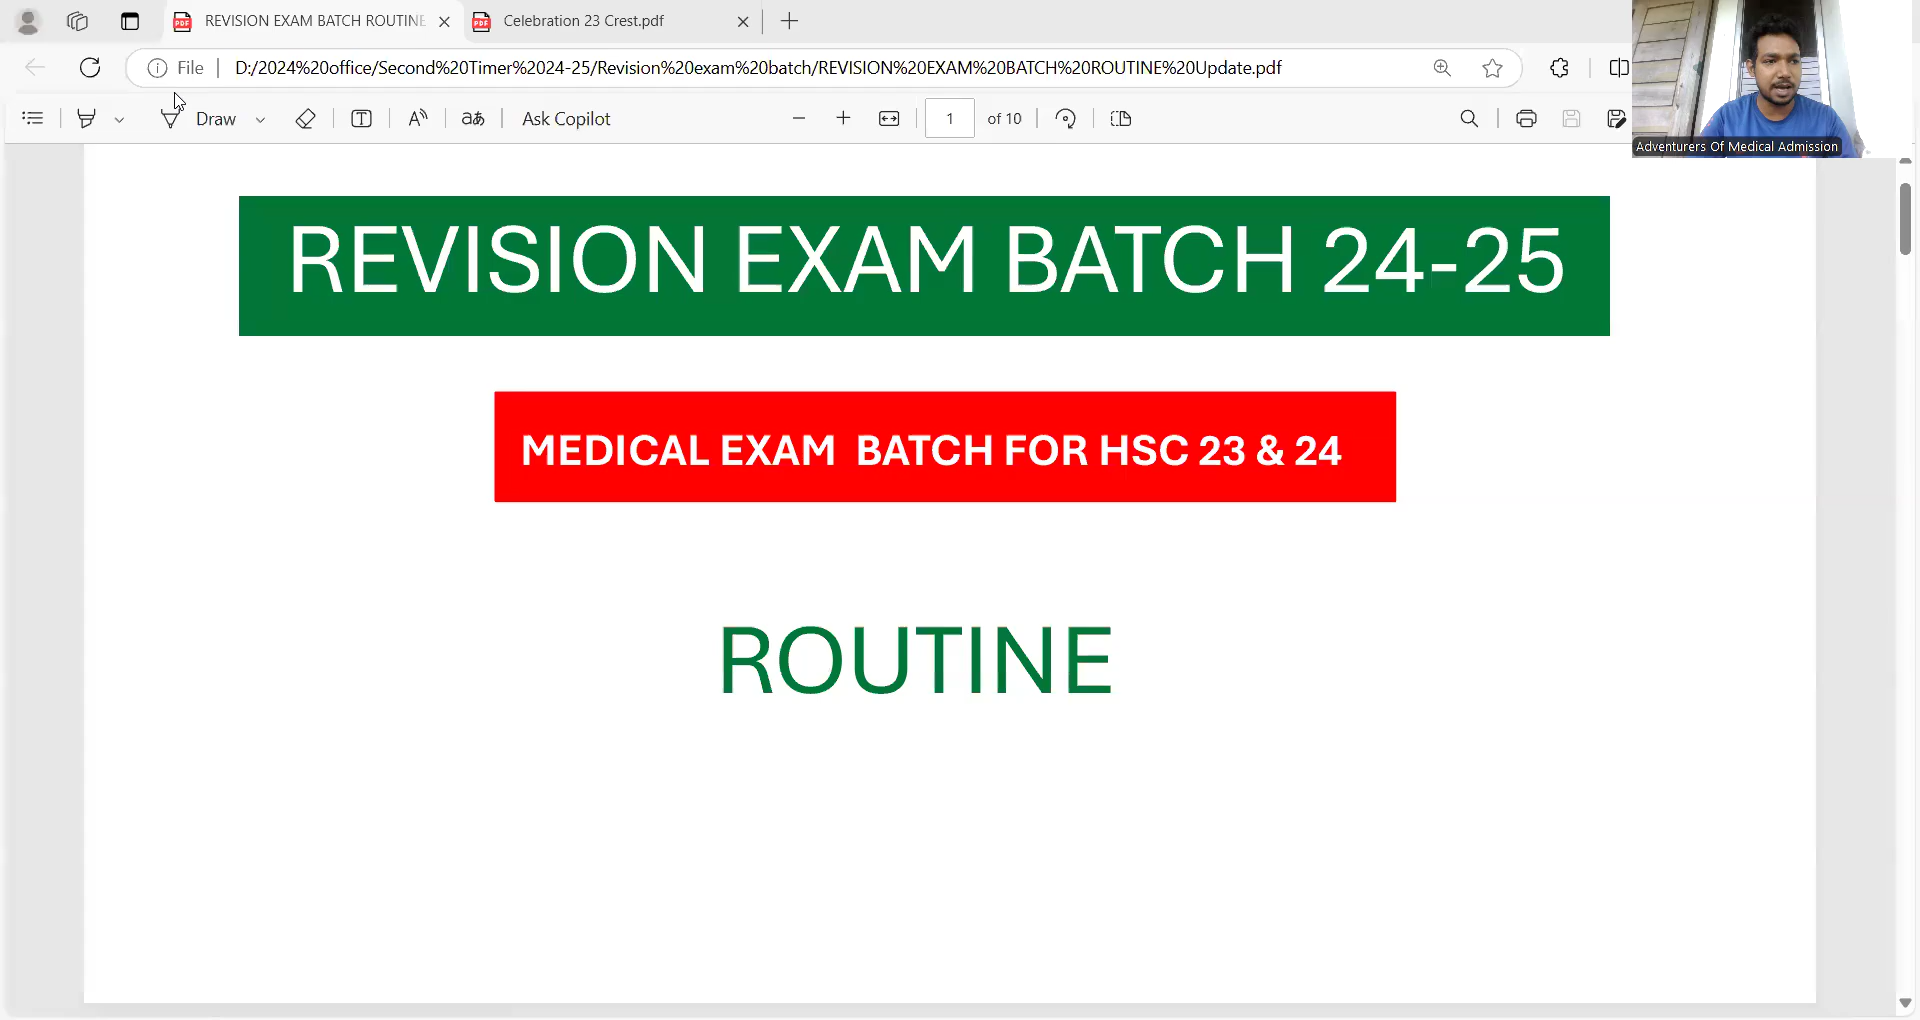 REVISION EXAM BATCH ROUTINE
Celebration 23 Crest.pdf
File
D:/2024%20office/Second%20Timer%2024-25/Revision%20exam%20batch/REVISION%20EXAM%20BATCH%20ROUTINE%20Update.pdf
Draw
aあ
Ask Copilot
1 of 10
Adventurers Of Medical Admission
REVISION EXAM BATCH 24-25
MEDICAL EXAM BATCH FOR HSC 23 & 24
ROUTINE